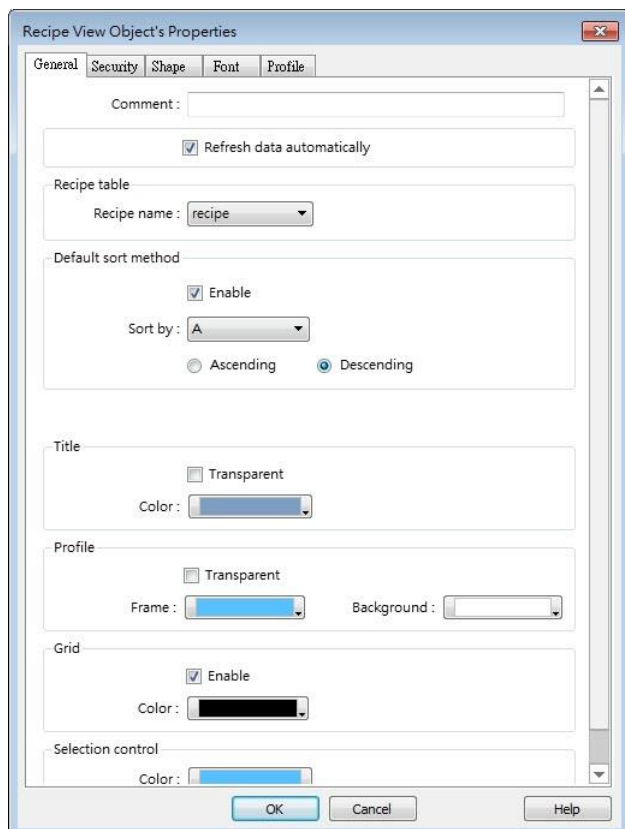 Recipe View Object's Properties
General Security Shape Font Profile
Comment :
Refresh data automatically
Recipe table
Recipe name : recipe
Default sort method
Enable
Sort by : A
Ascending Descending
Title
Transparent
Color :
Profile
Transparent
Frame : Background :
Grid
Enable
Color :
Selection control
Color :
OK Cancel Help